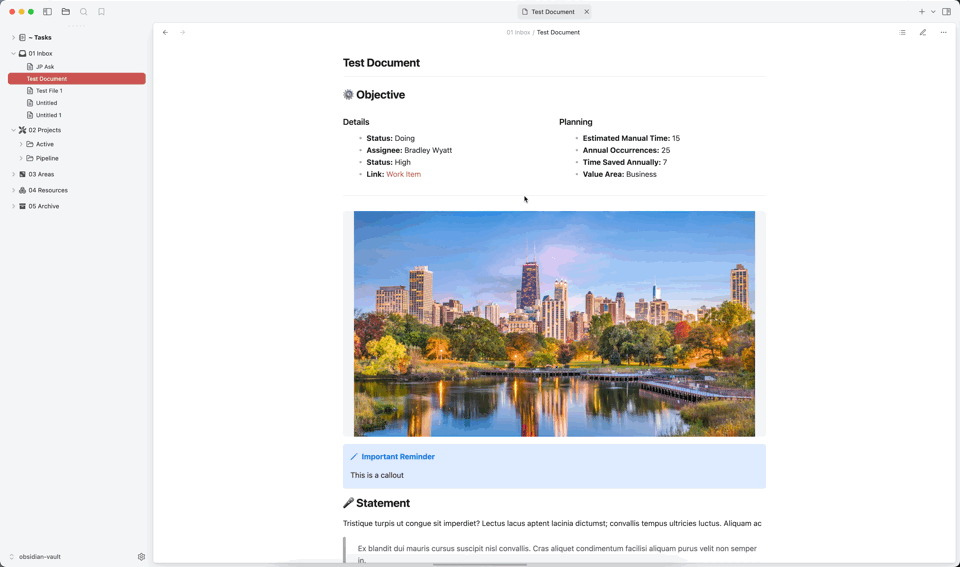 Test Document
~ Tasks
01 Inbox
JP Ask
Test Document
Test File 1
Untitled
Untitled 1
02 Projects
Active
Pipeline
03 Areas
04 Resources
05 Archive
obsidian-vault
01 Inbox / Test Document
Test Document
Objective
Details
Status: Doing
Assignee: Bradley Wyatt
Status: High
Link: Work Item
Planning
Estimated Manual Time: 15
Annual Occurrences: 25
Time Saved Annually: 7
Value Area: Business
Important Reminder
This is a callout
Statement
Tristique turpis ut congue sit imperdiet? Lectus lacus aptent lacinia dictumst; convallis tempus ultricies luctus. Aliquam ac
Ex blandit dui mauris cursus suscipit nisl convallis. Cras aliquet condimentum facilisi aliquam purus velit non semper
in.